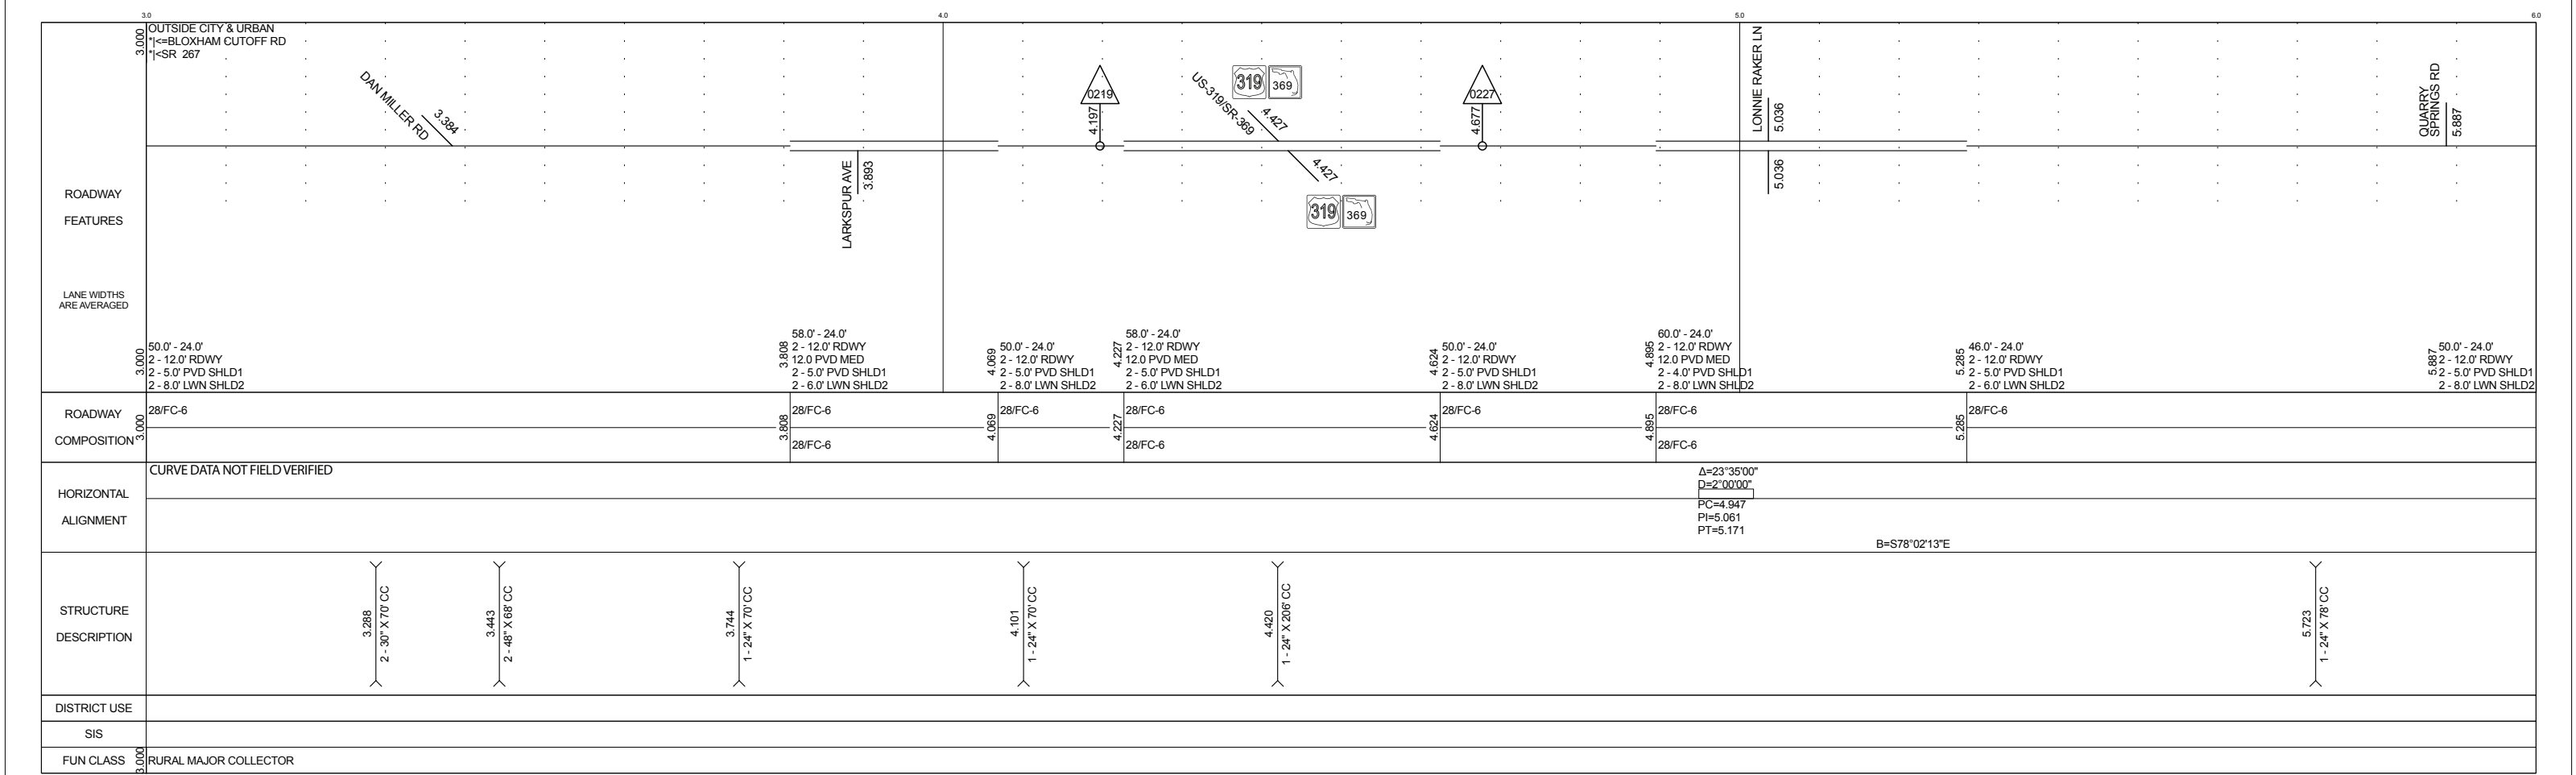 3.0
4.0
5.0
6.0
3.000
OUTSIDE CITY & URBAN
*|<=BLOXHAM CUTOFF RD
*|<SR 267
DAN MILLER RD
3.384
LARKSPUR AVE
3.893
0219
4.197
US-319/SR-369
4.427
319
369
4.427
319
369
0227
4.677
LONNIE RAKER LN
5.036
5.036
QUARRY
SPRINGS RD
5.887
ROADWAY
FEATURES
LANE WIDTHS
ARE AVERAGED
3.000
50.0' - 24.0'
2 - 12.0' RDWY
2 - 5.0' PVD SHLD1
2 - 8.0' LWN SHLD2
3.808
58.0' - 24.0'
2 - 12.0' RDWY
12.0 PVD MED
2 - 5.0' PVD SHLD1
2 - 6.0' LWN SHLD2
4.069
50.0' - 24.0'
2 - 12.0' RDWY
2 - 5.0' PVD SHLD1
2 - 8.0' LWN SHLD2
4.227
58.0' - 24.0'
2 - 12.0' RDWY
12.0 PVD MED
2 - 5.0' PVD SHLD1
2 - 6.0' LWN SHLD2
4.624
50.0' - 24.0'
2 - 12.0' RDWY
2 - 5.0' PVD SHLD1
2 - 8.0' LWN SHLD2
4.895
60.0' - 24.0'
2 - 12.0' RDWY
12.0 PVD MED
2 - 4.0' PVD SHLD1
2 - 8.0' LWN SHLD2
5.285
46.0' - 24.0'
2 - 12.0' RDWY
2 - 5.0' PVD SHLD1
2 - 6.0' LWN SHLD2
5.887
50.0' - 24.0'
2 - 12.0' RDWY
2 - 5.0' PVD SHLD1
2 - 8.0' LWN SHLD2
ROADWAY
COMPOSITION
3.000
28/FC-6
3.808
28/FC-6
28/FC-6
4.069
28/FC-6
4.227
28/FC-6
28/FC-6
4.624
28/FC-6
4.895
28/FC-6
28/FC-6
5.285
28/FC-6
HORIZONTAL
ALIGNMENT
CURVE DATA NOT FIELD VERIFIED
Δ=23°35'00"
D=2°00'00"
PC=4.947
PI=5.061
PT=5.171
B=S78°02'13"E
STRUCTURE
DESCRIPTION
3.288
2 - 30" X 70' CC
3.443
2 - 48" X 68' CC
3.744
1 - 24" X 70' CC
4.101
1 - 24" X 70' CC
4.420
1 - 24" X 206' CC
5.723
1 - 24" X 78' CC
DISTRICT USE
SIS
FUN CLASS
3.000
RURAL MAJOR COLLECTOR